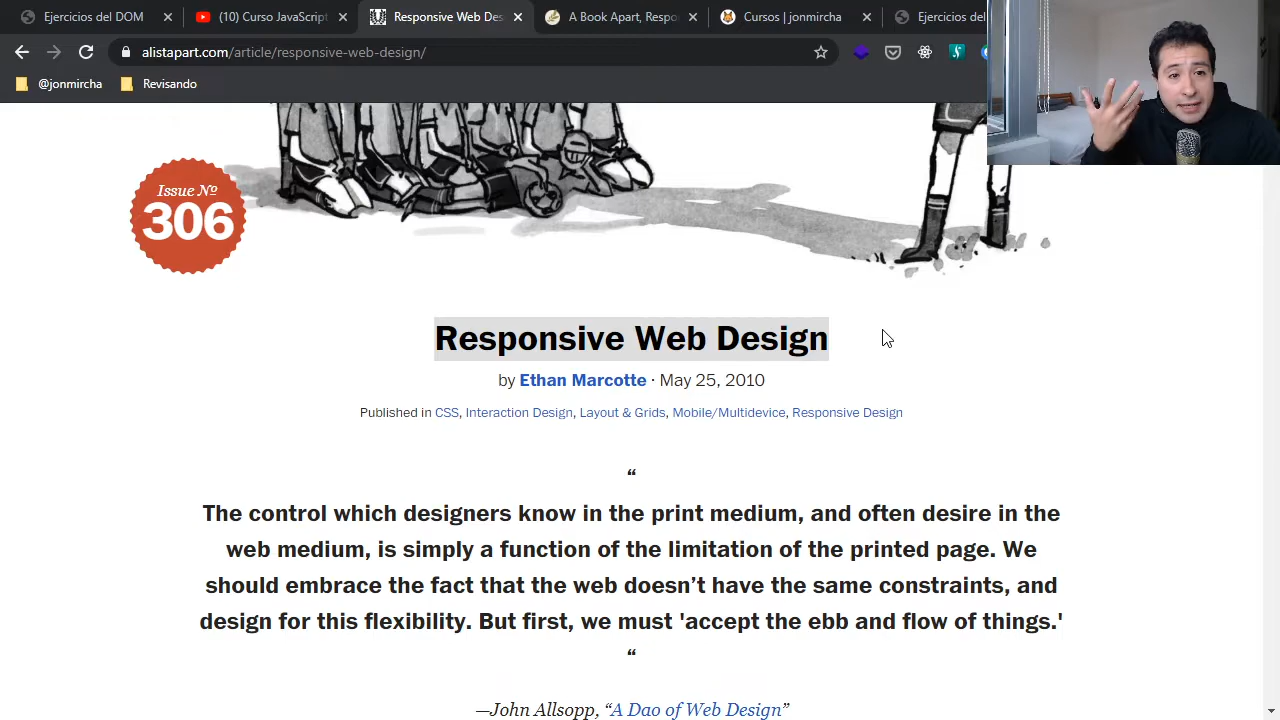 Ejercicios del DOM
(10) Curso JavaScript
Responsive Web Des
A Book Apart, Respo
Cursos | jonmircha
Ejercicios del
alistapart.com/article/responsive-web-design/
@jonmircha
Revisando
Issue Nº
306
Responsive Web Design
by Ethan Marcotte · May 25, 2010
Published in CSS, Interaction Design, Layout & Grids, Mobile/Multidevice, Responsive Design
“
The control which designers know in the print medium, and often desire in the
web medium, is simply a function of the limitation of the printed page. We
should embrace the fact that the web doesn’t have the same constraints, and
design for this flexibility. But first, we must 'accept the ebb and flow of things.'
“
—John Allsopp, “A Dao of Web Design”